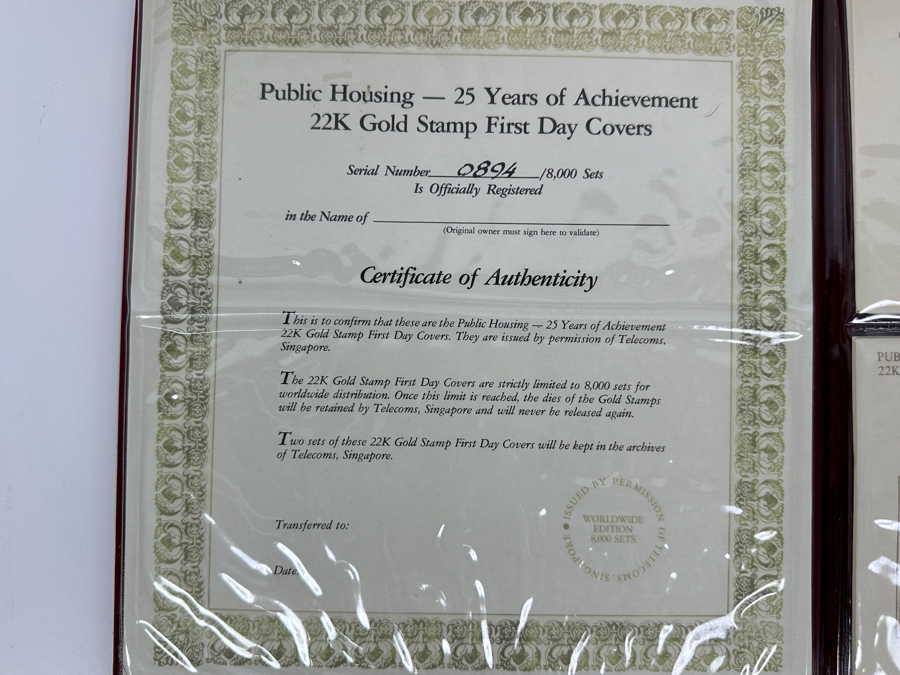 Public Housing — 25 Years of Achievement
22K Gold Stamp First Day Covers
Serial Number 0894 /8,000 Sets
Is Officially Registered
in the Name of
(Original owner must sign here to validate)
Certificate of Authenticity
This is to confirm that these are the Public Housing — 25 Years of Achievement
22K Gold Stamp First Day Covers. They are issued by permission of Telecoms,
Singapore.
The 22K Gold Stamp First Day Covers are strictly limited to 8,000 sets for
worldwide distribution. Once this limit is reached, the dies of the Gold Stamps
will be retained by Telecoms, Singapore and will never be released again.
Two sets of these 22K Gold Stamp First Day Covers will be kept in the archives
of Telecoms, Singapore.
Transferred to:
Date:
ISSUED BY PERMISSION OF TELECOMS, SINGAPORE
WORLDWIDE
EDITION
8,000 SETS
PUB
22K